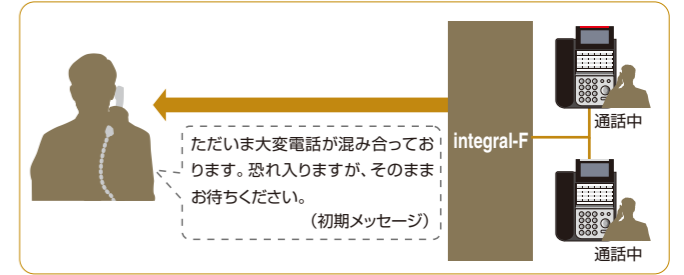 通話中
integral-F
ただいま大変電話が混み合ってお
ります。恐れ入りますが、そのまま
お待ちください。
（初期メッセージ）
通話中